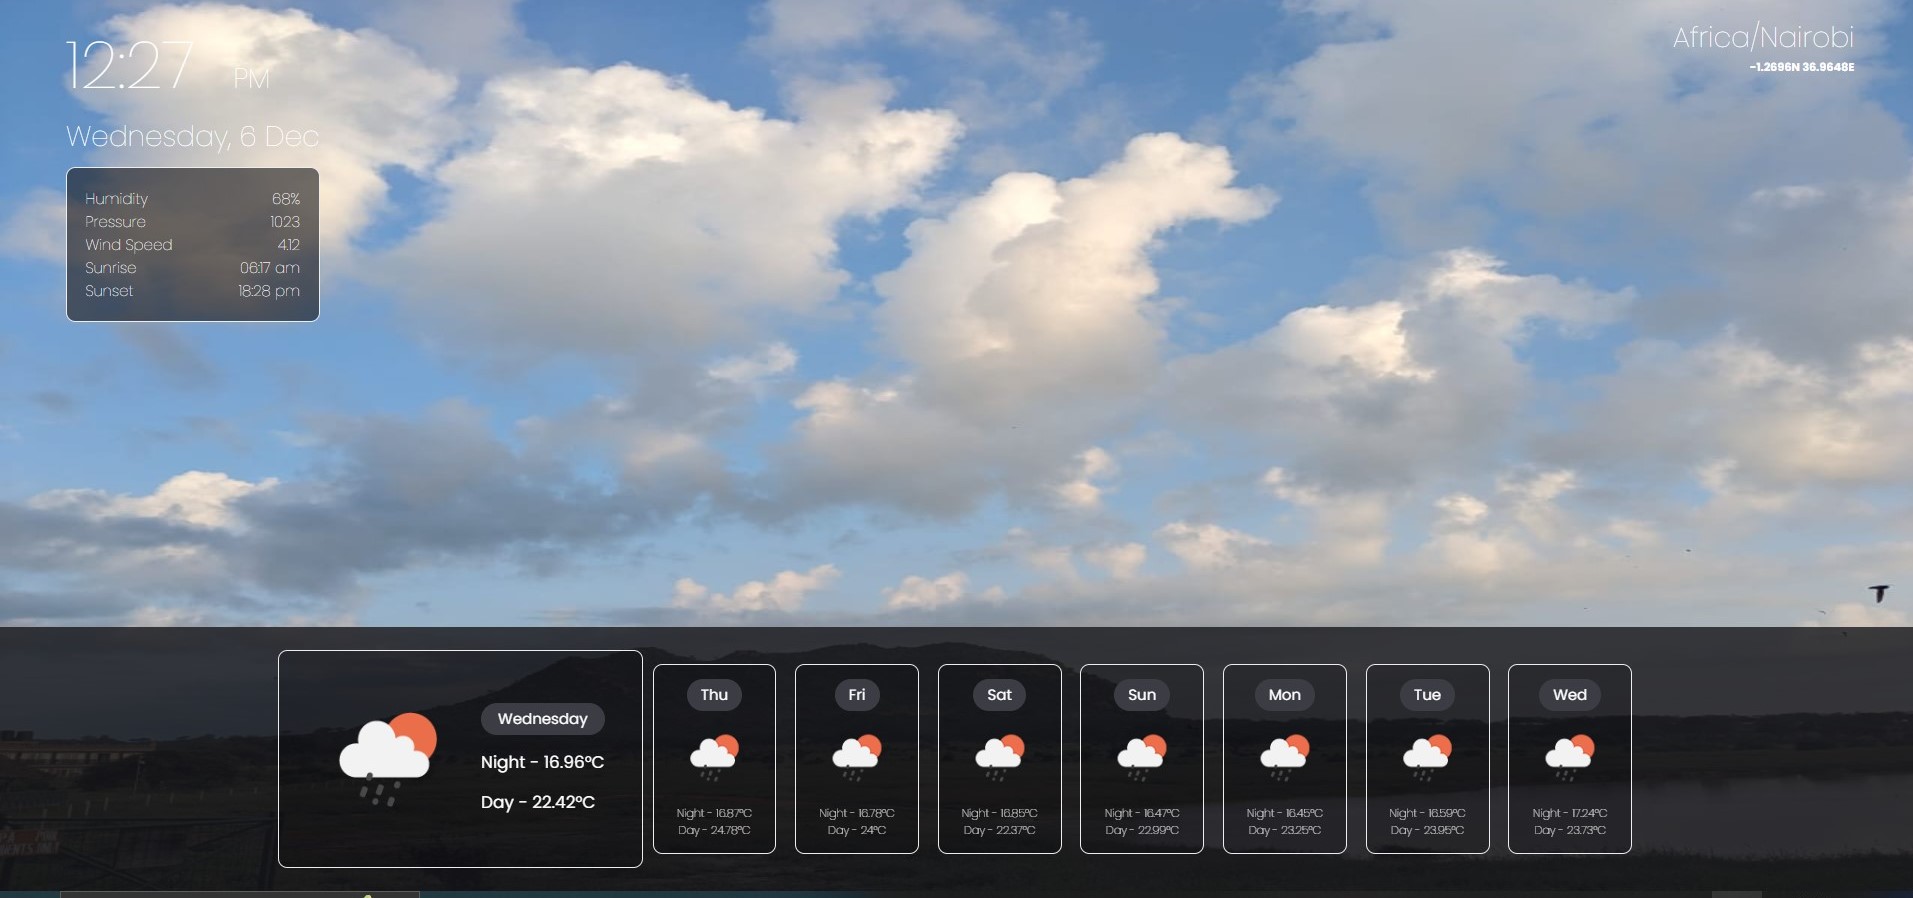 12:27 PM
Africa/Nairobi
-1.2696N 36.9648E
Wednesday, 6 Dec
Humidity 68%
Pressure 1023
Wind Speed 4.12
Sunrise 06:17 am
Sunset 18:28 pm
Wednesday
Night - 16.96°C
Day - 22.42°C
Thu
Night - 16.87°C
Day - 24.78°C
Fri
Night - 16.78°C
Day - 24°C
Sat
Night - 16.85°C
Day - 22.37°C
Sun
Night - 16.47°C
Day - 22.99°C
Mon
Night - 16.45°C
Day - 23.25°C
Tue
Night - 16.59°C
Day - 23.95°C
Wed
Night - 17.24°C
Day - 23.73°C